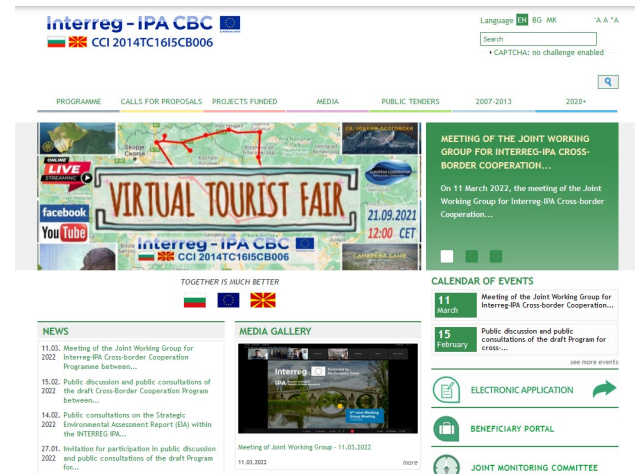 Interreg - IPA CBC
CCI 2014TC16I5CB006
Language EN BG MK -A A +A
Search
CAPTCHA: no challenge enabled
PROGRAMME CALLS FOR PROPOSALS PROJECTS FUNDED MEDIA PUBLIC TENDERS 2007-2013 2020+
Skopje
Скопје
ONLINE
LIVE
STREAMING
VIRTUAL TOURIST FAIR
facebook
YouTube
21.09.2021
12:00 CET
Interreg - IPA CBC
CCI 2014TC16I5CB006
MEETING OF THE JOINT WORKING
GROUP FOR INTERREG-IPA CROSS-
BORDER COOPERATION...
On 11 March 2022, the meeting of the Joint
Working Group for Interreg-IPA Cross-border
Cooperation...
TOGETHER IS MUCH BETTER
NEWS
11.03. 2022 Meeting of the Joint Working Group for
Interreg-IPA Cross-border Cooperation
Programme between...
15.02. 2022 Public discussion and public consultations of
the draft Cross-Border Cooperation Program
between...
14.02. 2022 Public consultations on the Strategic
Environmental Assessment Report (EIA) within
the INTERREG IPA...
27.01. 2022 Invitation for participation in public discussion
and public consultations of the draft Program
for...
MEDIA GALLERY
Interreg
IPA
Meeting of Joint Working Group - 11.03.2022
11.03.2022 more
CALENDAR OF EVENTS
11 March
Meeting of the Joint Working Group for
Interreg-IPA Cross-border Cooperation...
15 February
Public discussion and public
consultations of the draft Program for
cross-...
see more events
ELECTRONIC APPLICATION
BENEFICIARY PORTAL
JOINT MONITORING COMMITTEE